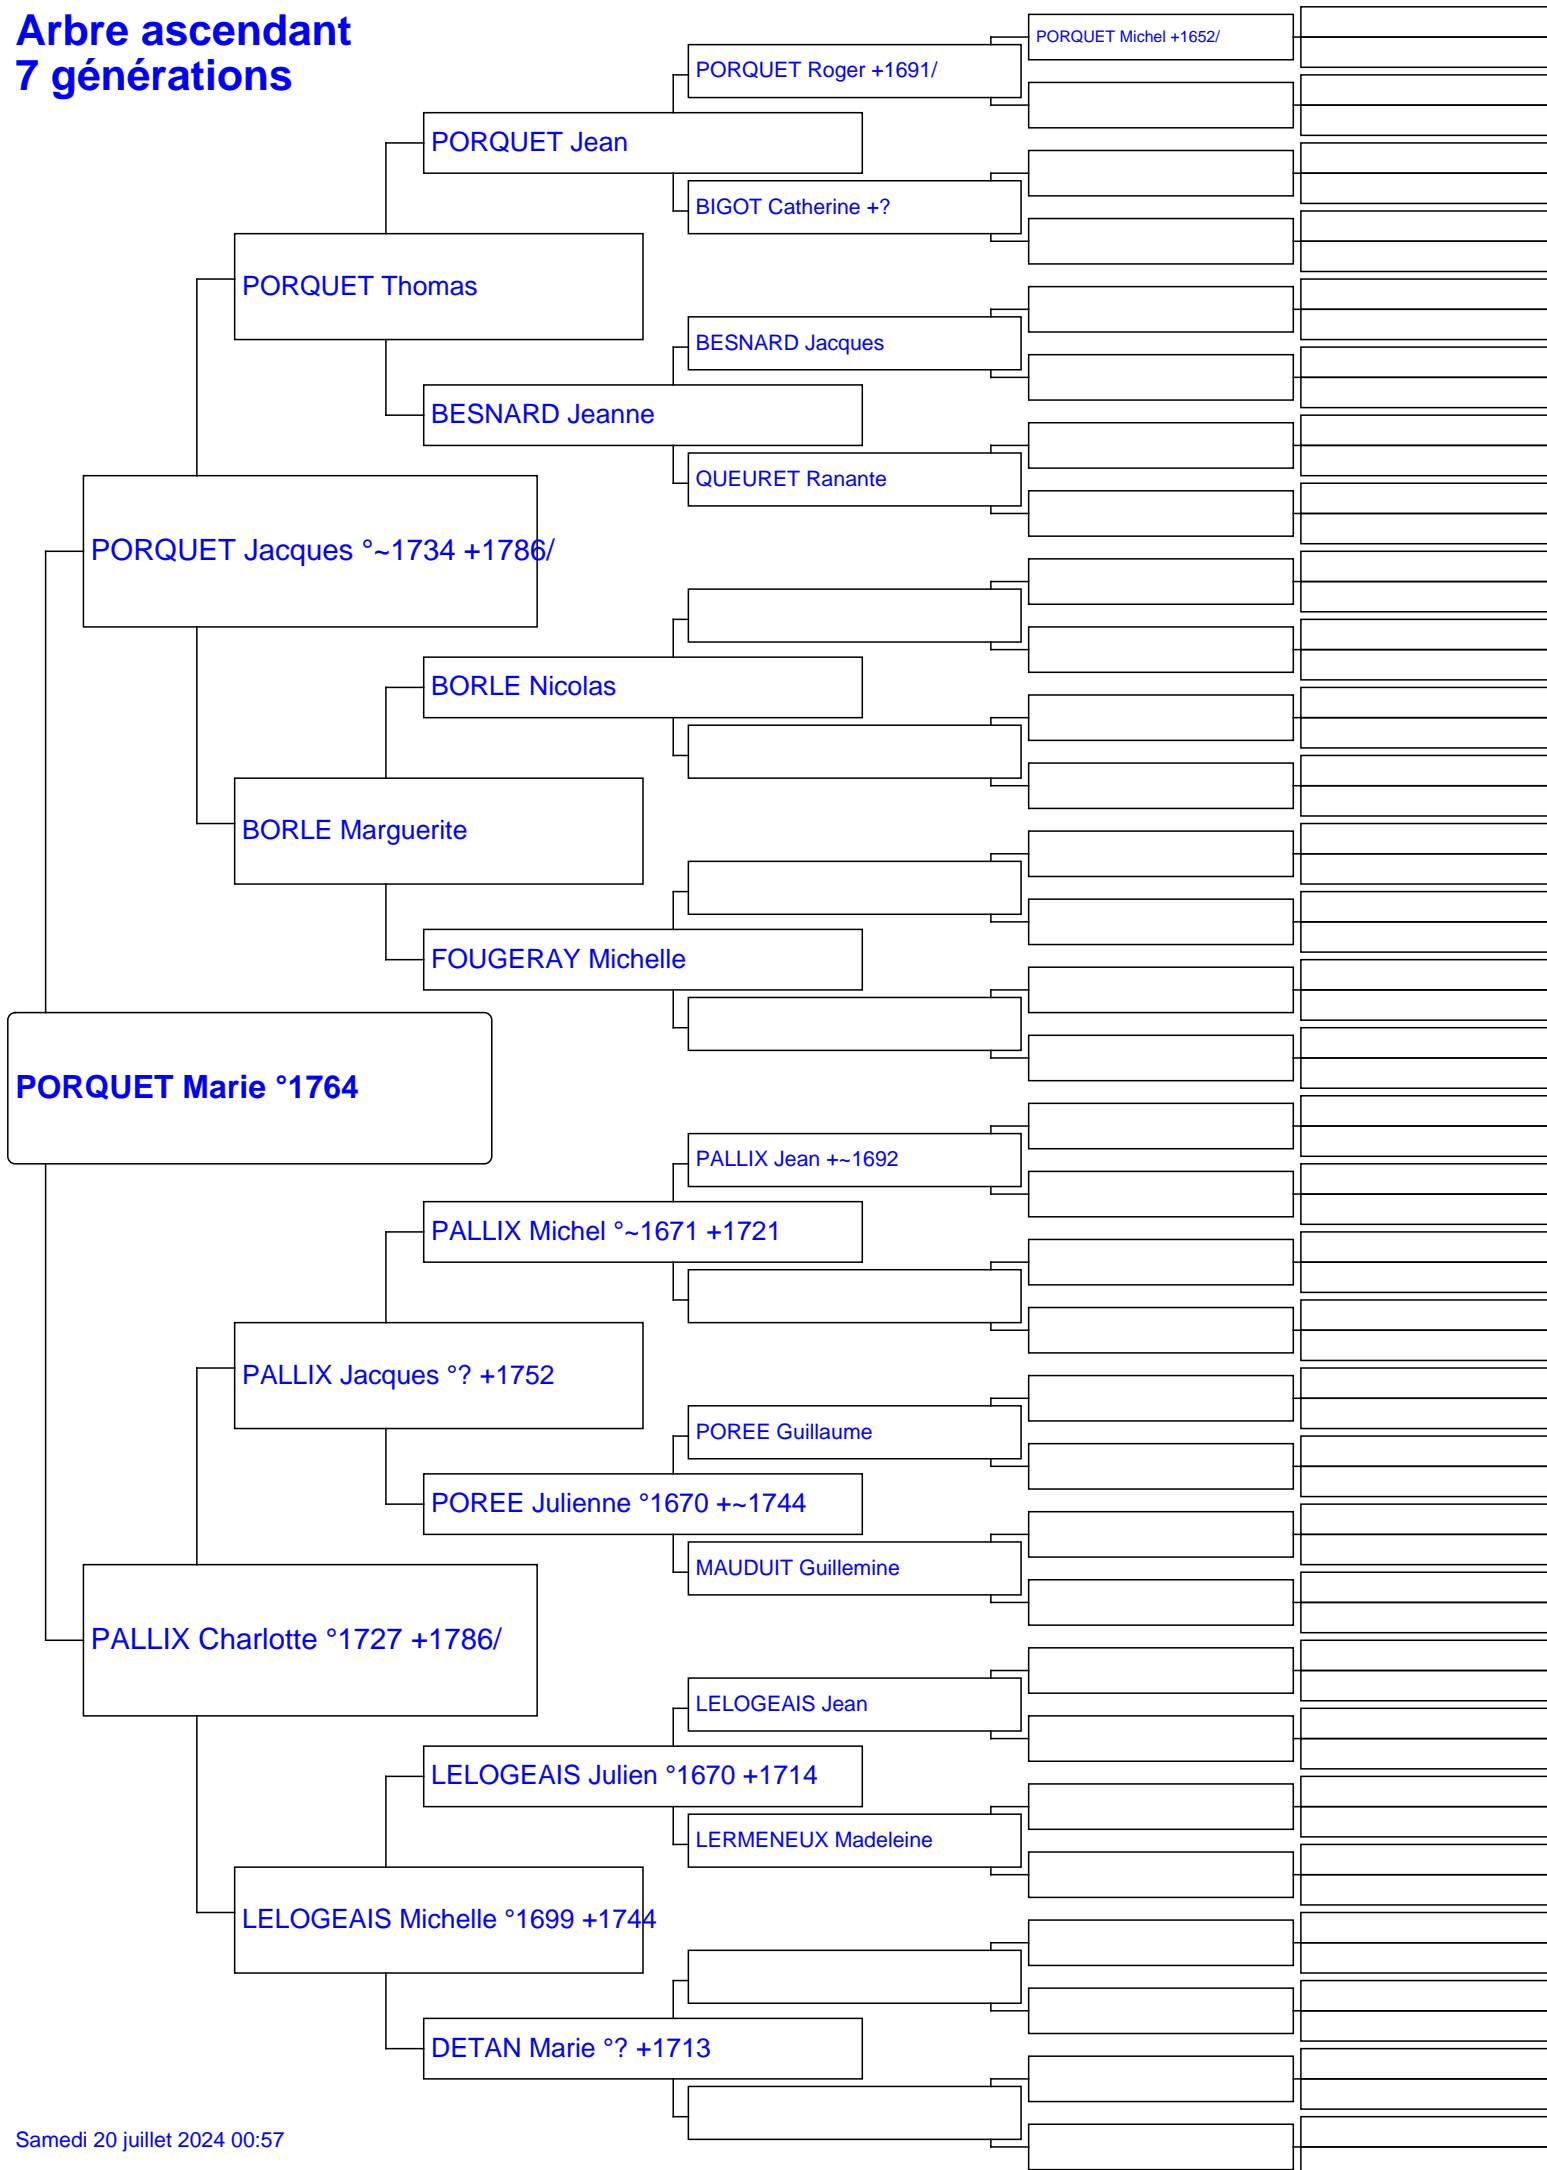 Arbre ascendant
7 générations
PORQUET Michel +1652/
PORQUET Roger +1691/
PORQUET Jean
BIGOT Catherine +?
PORQUET Thomas
BESNARD Jacques
BESNARD Jeanne
QUEURET Ranante
PORQUET Jacques °~1734 +1786/
BORLE Nicolas
BORLE Marguerite
FOUGERAY Michelle
PORQUET Marie °1764
PALLIX Jean +~1692
PALLIX Michel °~1671 +1721
PALLIX Jacques °? +1752
POREE Guillaume
POREE Julienne °1670 +~1744
MAUDUIT Guillemine
PALLIX Charlotte °1727 +1786/
LELOGEAIS Jean
LELOGEAIS Julien °1670 +1714
LERMENEUX Madeleine
LELOGEAIS Michelle °1699 +1744
DETAN Marie °? +1713
Samedi 20 juillet 2024 00:57